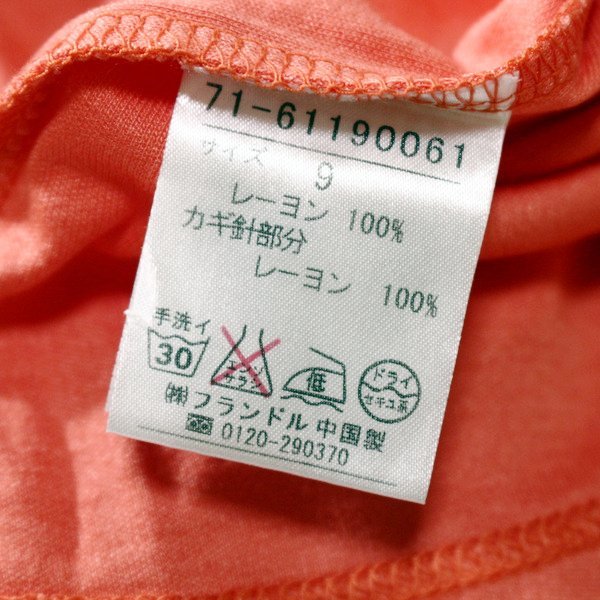 71-61190061
サイズ 9
レーヨン 100%
カギ針部分
レーヨン 100%
手洗イ
30
エンソ
サラシ
低
ドライ
セキユ系
㈱フランドル 中国製
0120-290370